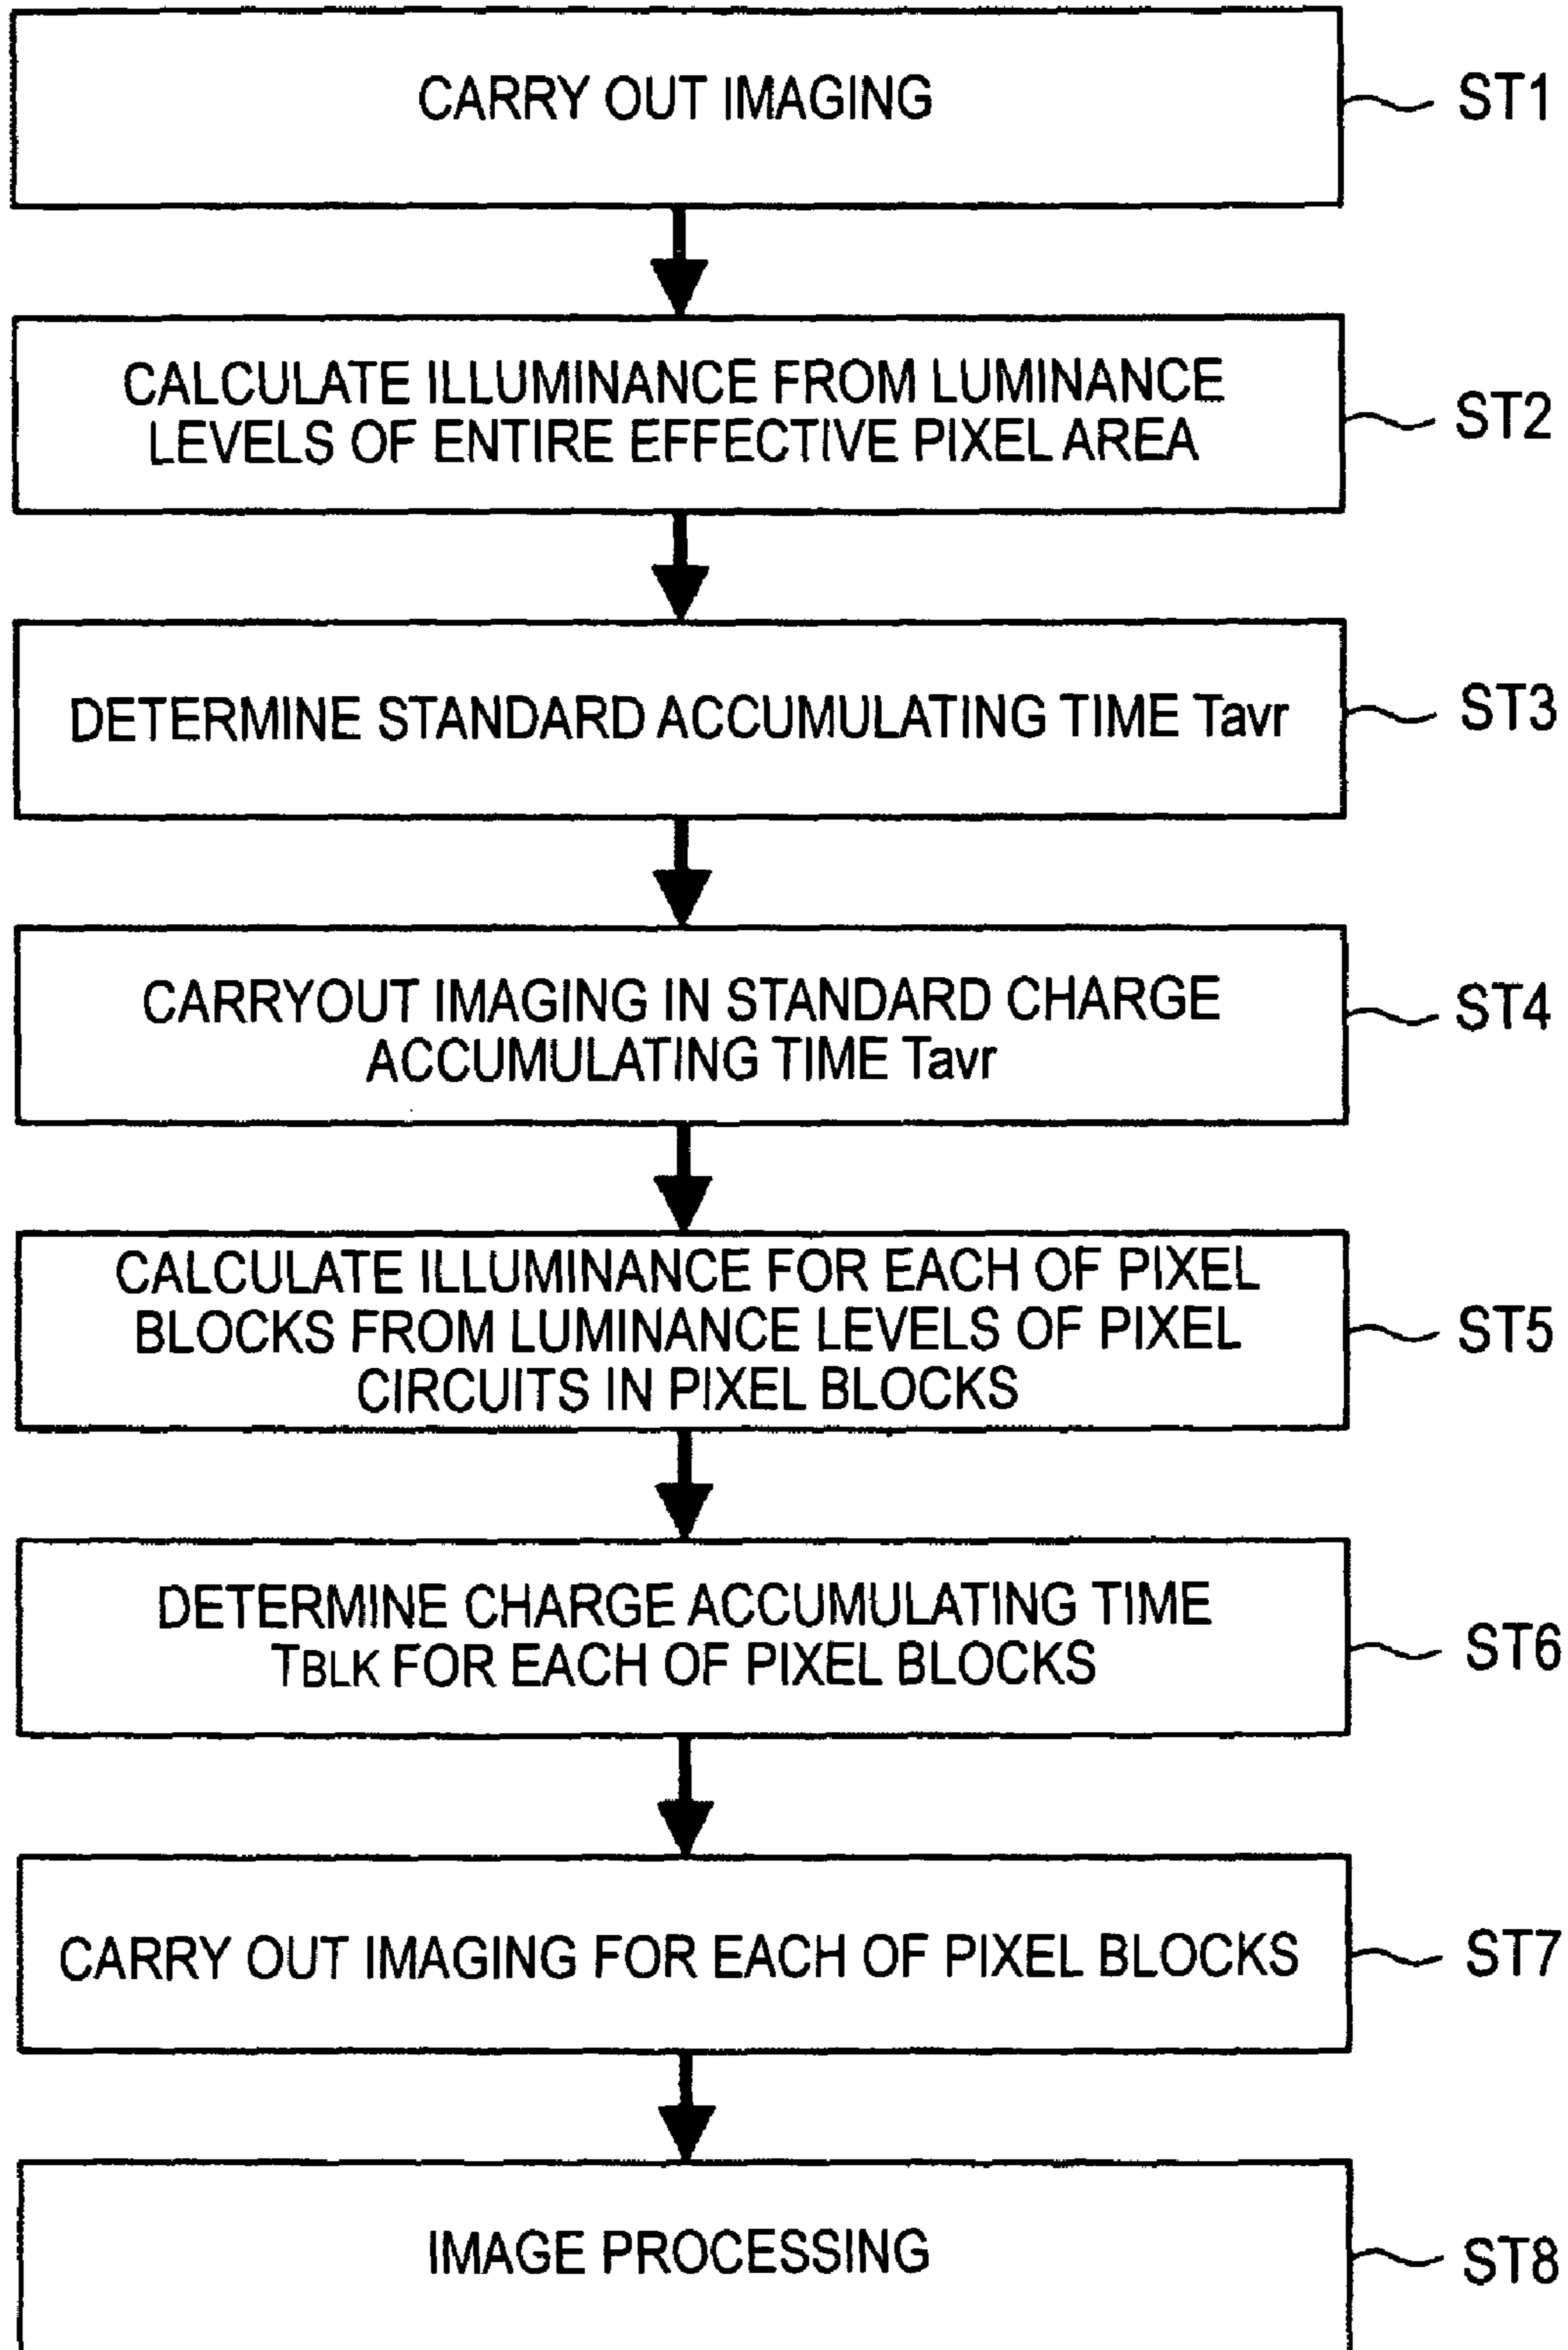 CARRY OUT IMAGING
ST1
CALCULATE ILLUMINANCE FROM LUMINANCE
LEVELS OF ENTIRE EFFECTIVE PIXEL AREA
ST2
DETERMINE STANDARD ACCUMULATING TIME Tavr
ST3
CARRYOUT IMAGING IN STANDARD CHARGE
ACCUMULATING TIME Tavr
ST4
CALCULATE ILLUMINANCE FOR EACH OF PIXEL
BLOCKS FROM LUMINANCE LEVELS OF PIXEL
CIRCUITS IN PIXEL BLOCKS
ST5
DETERMINE CHARGE ACCUMULATING TIME
TBLK FOR EACH OF PIXEL BLOCKS
ST6
CARRY OUT IMAGING FOR EACH OF PIXEL BLOCKS
ST7
IMAGE PROCESSING
ST8